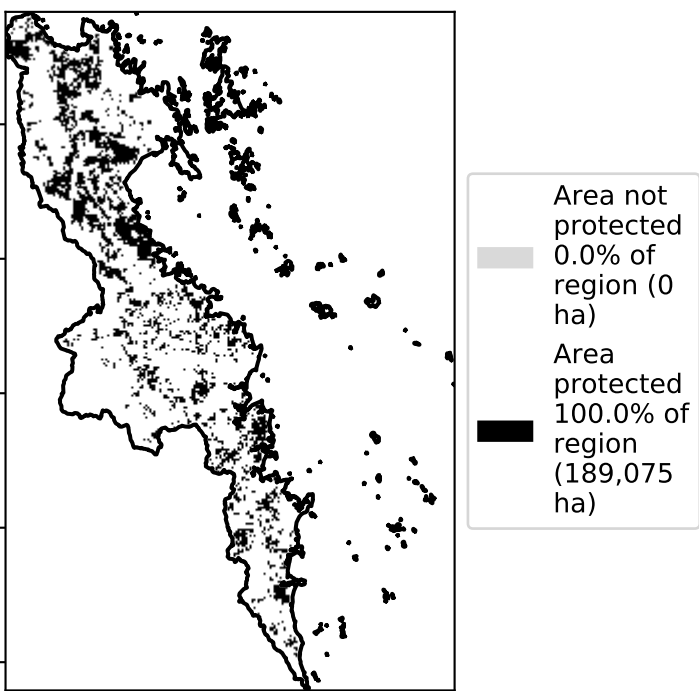 Area not
protected
0.0% of
region (0
ha)
Area
protected
100.0% of
region
(189,075
ha)